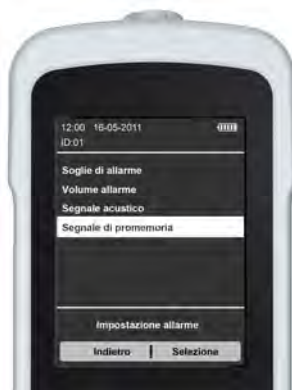 12:00 16-05-2011
ID:01
Soglie di allarme
Volume allarme
Segnale acustico
Segnale di promemoria
Impostazione allarme
Indietro | Seleziona